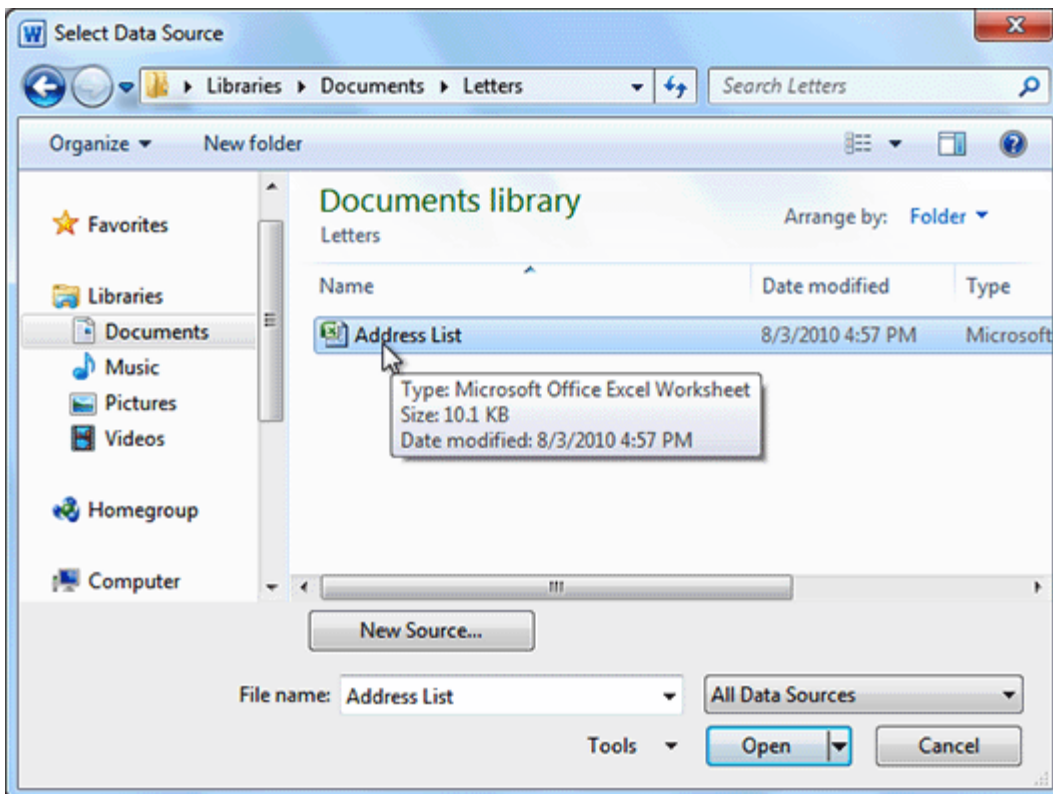 Select Data Source
Libraries Documents Letters Search Letters
Organize New folder
Favorites
Libraries
Documents
Music
Pictures
Videos
Homegroup
Computer
Documents library
Letters
Arrange by: Folder
Name Date modified Type
Address List 8/3/2010 4:57 PM Microsoft
Type: Microsoft Office Excel Worksheet
Size: 10.1 KB
Date modified: 8/3/2010 4:57 PM
New Source...
File name: Address List All Data Sources
Tools Open Cancel